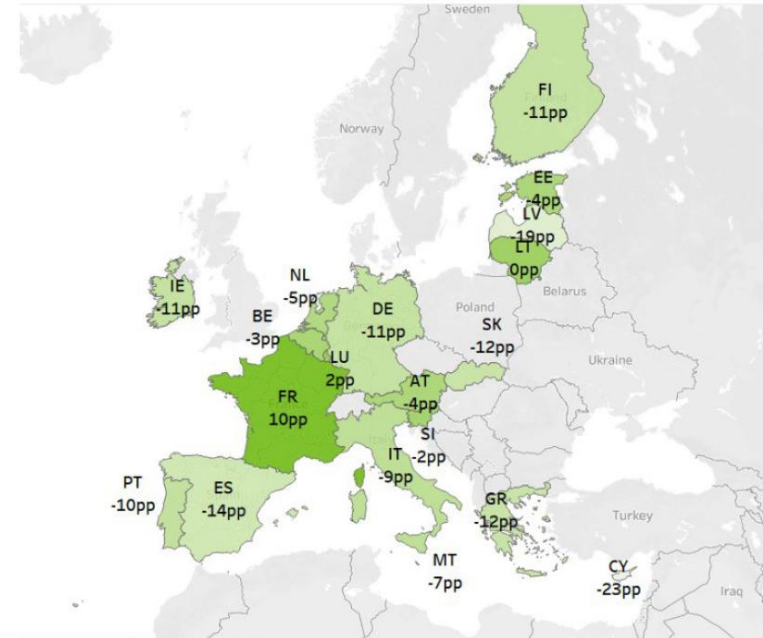 Sweden
FI
-11pp
Norway
EE
-4pp
LV
-19pp
LT
0pp
Belarus
IE
-11pp
NL
-5pp
BE
-3pp
DE
-11pp
Poland
SK
-12pp
Ukraine
LU
2pp
FR
10pp
AT
-4pp
SI
-2pp
IT
-9pp
PT
-10pp
ES
-14pp
GR
-12pp
Turkey
MT
-7pp
CY
-23pp
Iraq